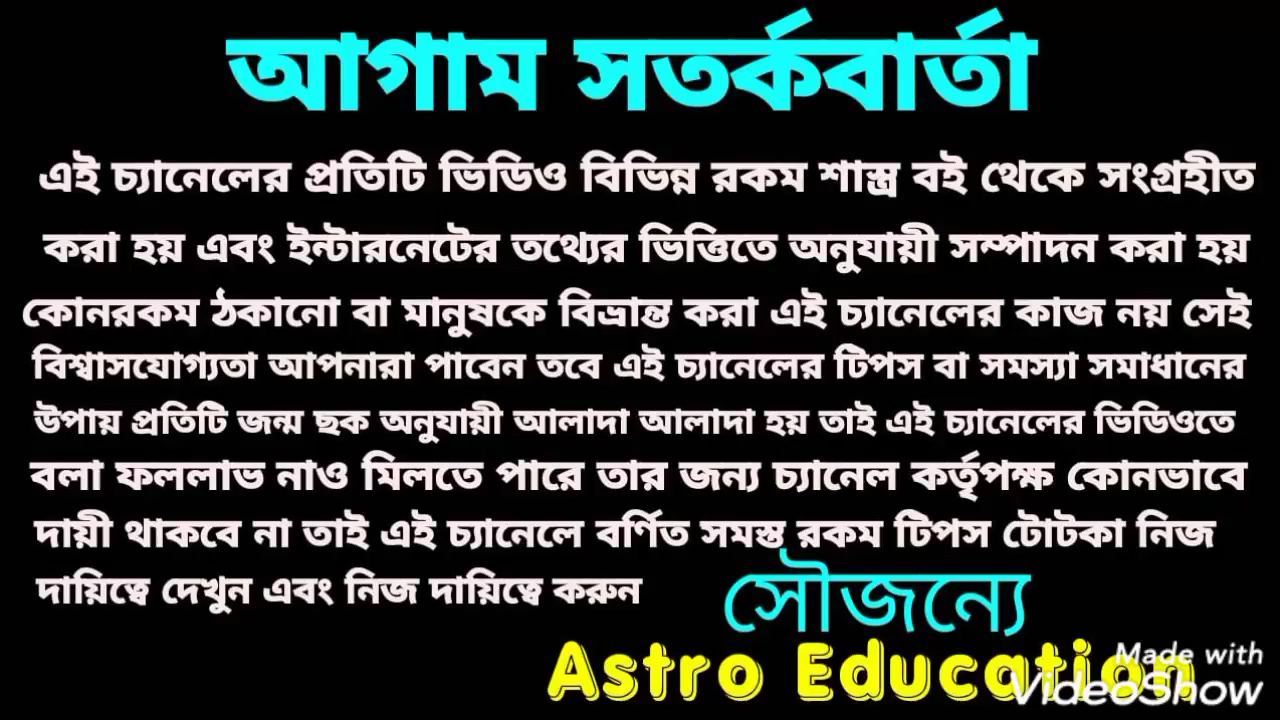 আগাম সতর্কবার্তা
এই চ্যানেলের প্রতিটি ভিডিও বিভিন্ন রকম শাস্ত্র বই থেকে সংগ্রহীত
করা হয় এবং ইন্টারনেটের তথ্যের ভিত্তিতে অনুযায়ী সম্পাদন করা হয়
কোনরকম ঠকানো বা মানুষকে বিভ্রান্ত করা এই চ্যানেলের কাজ নয় সেই
বিশ্বাসযোগ্যতা আপনারা পাবেন তবে এই চ্যানেলের টিপস বা সমস্যা সমাধানের
উপায় প্রতিটি জন্ম ছক অনুযায়ী আলাদা আলাদা হয় তাই এই চ্যানেলের ভিডিওতে
বলা ফললাভ নাও মিলতে পারে তার জন্য চ্যানেল কর্তৃপক্ষ কোনভাবে
দায়ী থাকবে না তাই এই চ্যানেলে বর্ণিত সমস্ত রকম টিপস টোটকা নিজ
দায়িত্বে দেখুন এবং নিজ দায়িত্বে করুন
সৌজন্যে
Astro Education
Made with
VideoShow